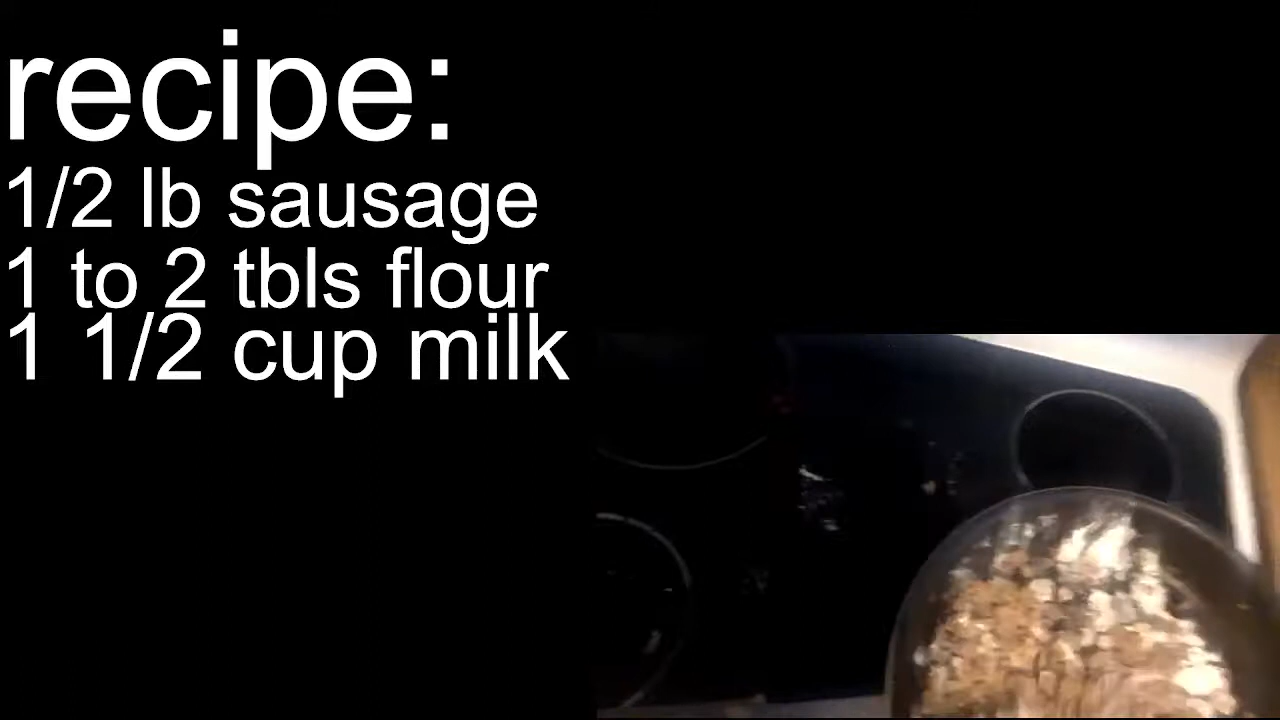 recipe:
1/2 lb sausage
1 to 2 tbls flour
1 1/2 cup milk